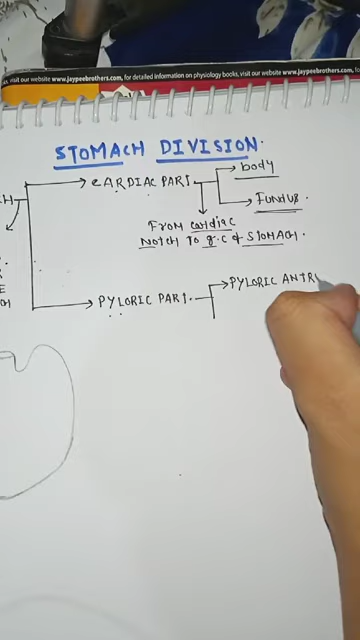 visit our website www.jaypeebrothers.com, for detailed information on physiology books, visit our website www.jaypeebrothers.com
STOMACH DIVISION.
CARDIAC PART.
body
FUNDUS.
From cardiac
Notch To g.c of STOMACH.
PYLORIC PART.
PYLORIC ANTR